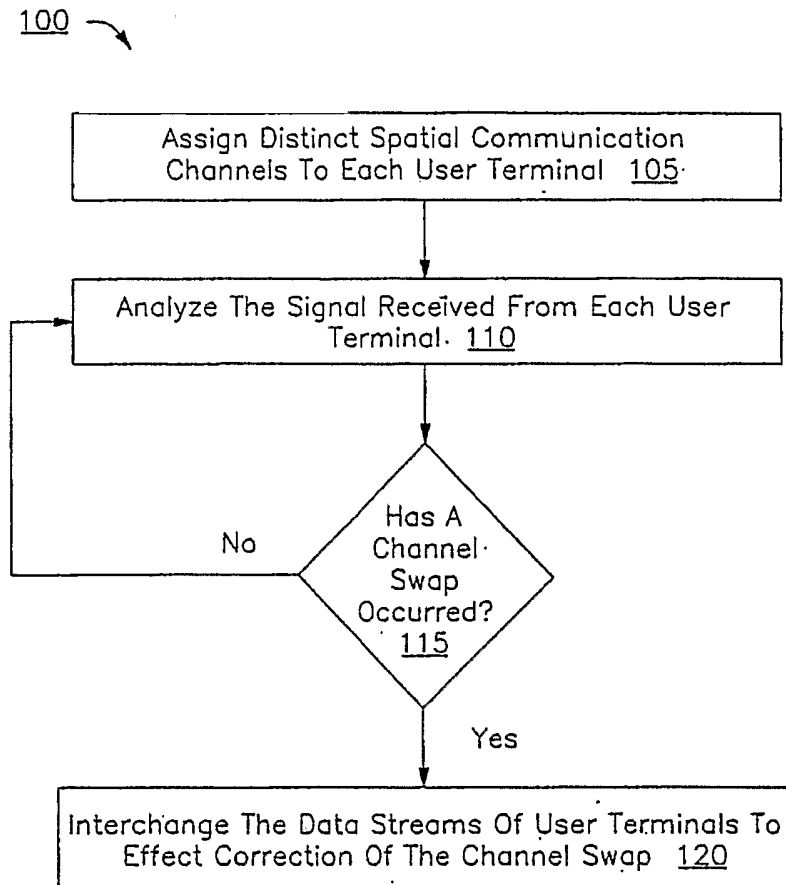 100
Assign Distinct Spatial Communication
Channels To Each User Terminal 105
Analyze The Signal Received From Each User
Terminal. 110
Has A
Channel
Swap
Occurred?
115
No
Yes
Interchange The Data Streams Of User Terminals To
Effect Correction Of The Channel Swap 120